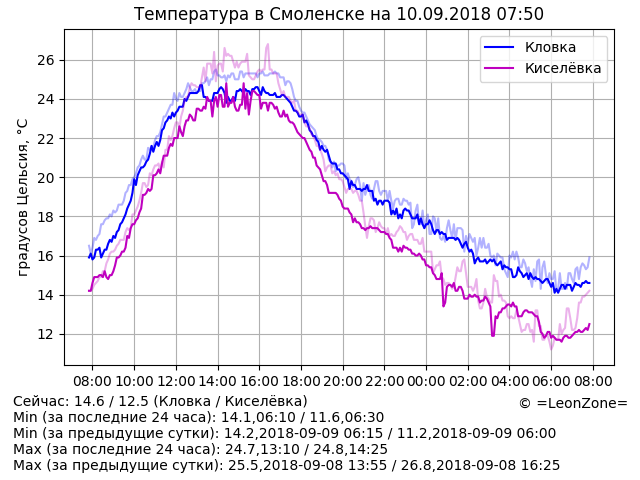 Температура в Смоленске на 10.09.2018 07:50
Кловка
Киселёвка
градусов Цельсия, °C
26
24
22
20
18
16
14
12
08:00 10:00 12:00 14:00 16:00 18:00 20:00 22:00 00:00 02:00 04:00 06:00 08:00
Сейчас: 14.6 / 12.5 (Кловка / Киселёвка)
© =LeonZone=
Min (за последние 24 часа): 14.1,06:10 / 11.6,06:30
Min (за предыдущие сутки): 14.2,2018-09-09 06:15 / 11.2,2018-09-09 06:00
Max (за последние 24 часа): 24.7,13:10 / 24.8,14:25
Max (за предыдущие сутки): 25.5,2018-09-08 13:55 / 26.8,2018-09-08 16:25